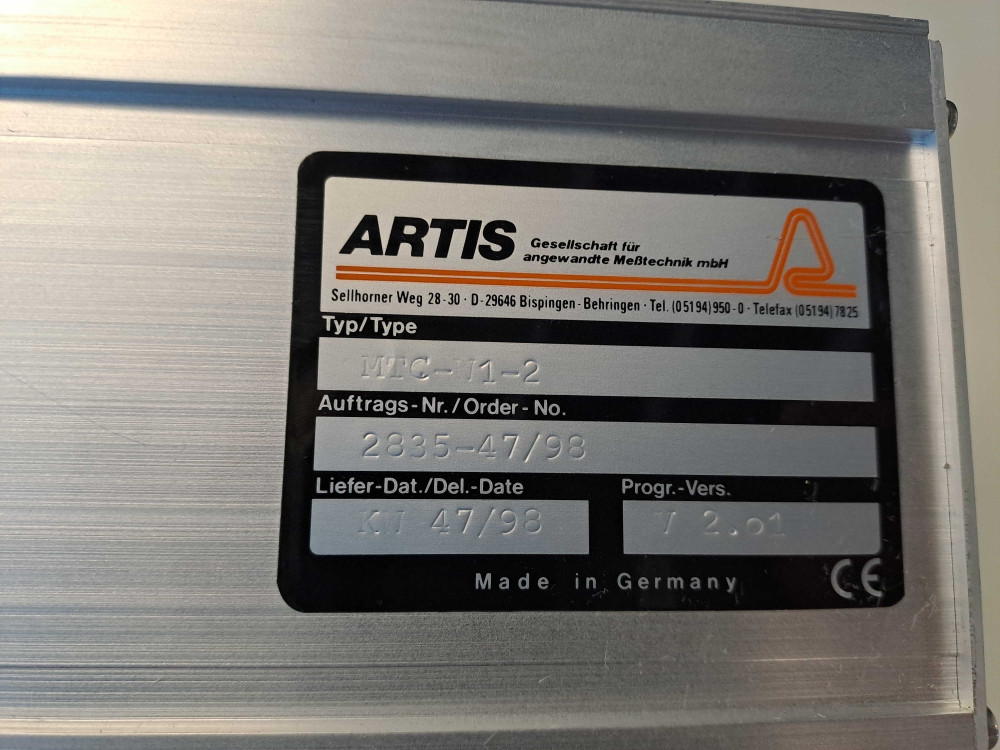 ARTIS
Gesellschaft für
angewandte Meßtechnik mbH
Sellhorner Weg 28-30 · D-29646 Bispingen-Behringen · Tel. (05194) 950-0 · Telefax (05194) 7825
Typ/Type
MTC-V1-2
Auftrags-Nr./Order-No.
2835-47/98
Liefer-Dat./Del.-Date
Progr.-Vers.
KW 47/98
V 2.o1
Made in Germany
CE